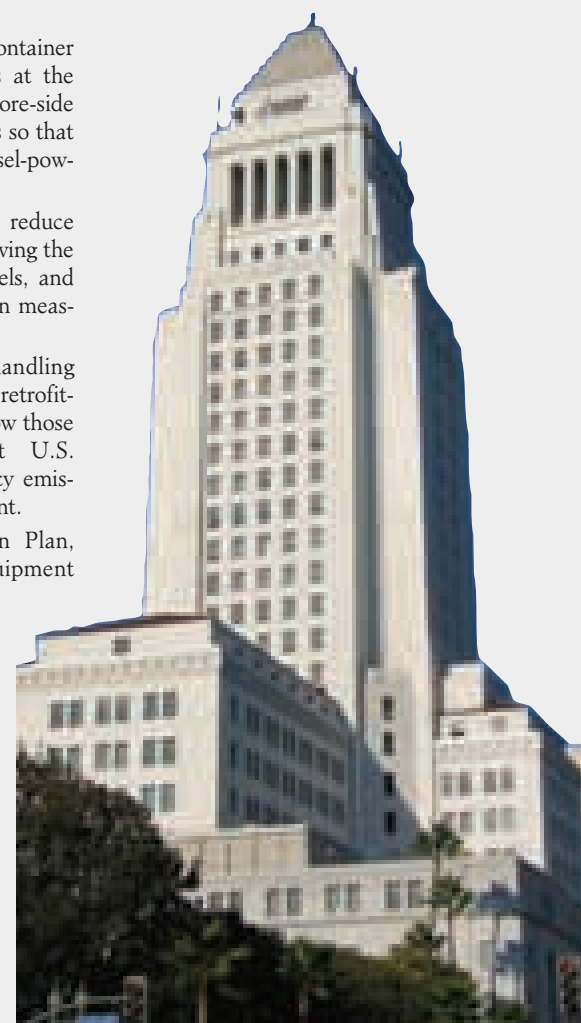 ontainer
at the
ore-side
so that
sel-pow-
reduce
ving the
els, and
n meas-
andling
retrofit-
ow those
t U.S.
cy emis-
nt.
n Plan,
uipment